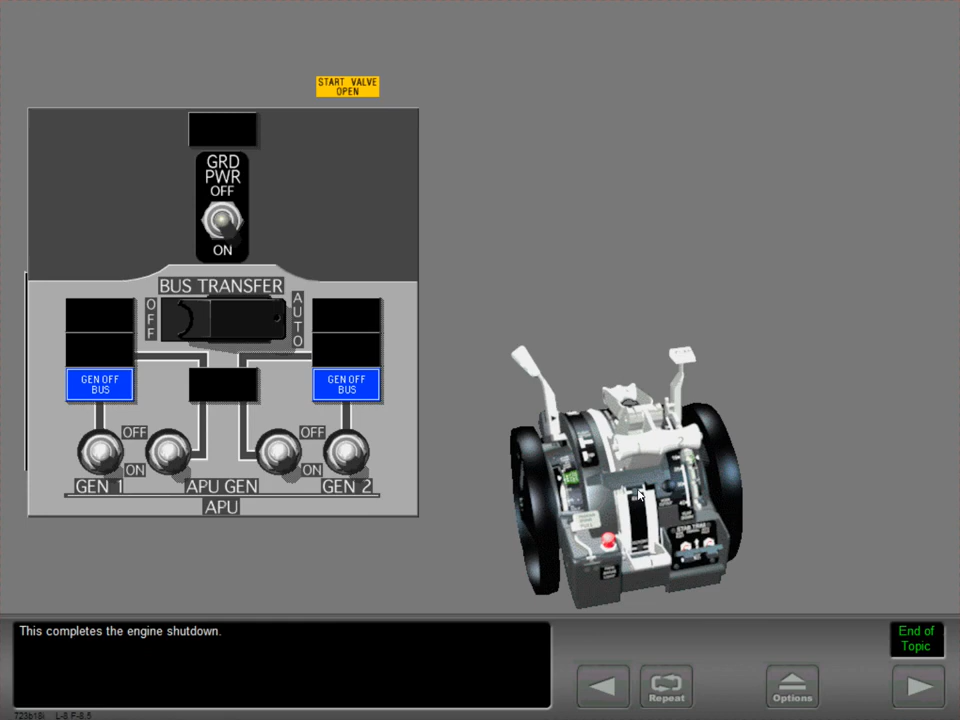 START VALVE
OPEN
GRD
PWR
OFF
ON
BUS TRANSFER
OFF
AUTO
GEN OFF
BUS
GEN OFF
BUS
OFF
ON
OFF
ON
GEN 1
APU GEN
GEN 2
APU
STAB TRIM
This completes the engine shutdown.
End of
Topic
Repeat
Options